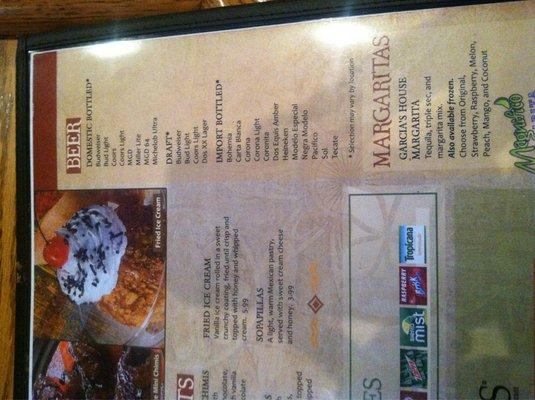 BEER
DOMESTIC BOTTLED*
Budweiser
Bud Light
Coors
Coors Light
MGD
Miller Lite
MGD 64
Michelob Ultra
DRAFT*
Budweiser
Bud Light
Coors Light
Dos XX Lager
IMPORT BOTTLED*
Bohemia
Carta Blanca
Corona
Corona Light
Coronita
Dos Equis Amber
Heineken
Modelo Especial
Negra Modelo
Pacifico
Sol
Tecate
* Selection may vary by location
MARGARITAS
GARCIA'S HOUSE
MARGARITA
Tequila, triple sec, and
margarita mix.
Also available frozen.
Choose from Original,
Strawberry, Raspberry, Melon,
Peach, Mango, and Coconut
Fried Ice Cream
FRIED ICE CREAM
Vanilla ice cream rolled in a sweet
crunchy coating, fried until crisp and
topped with honey and whipped
cream. 5.99
SOPAPILLAS
A light, warm Mexican pastry,
served with sweet cream cheese
and honey. 3.99
Tropicana
RASPBERRY
mist
Mini Chimis
CHIMIS
topped